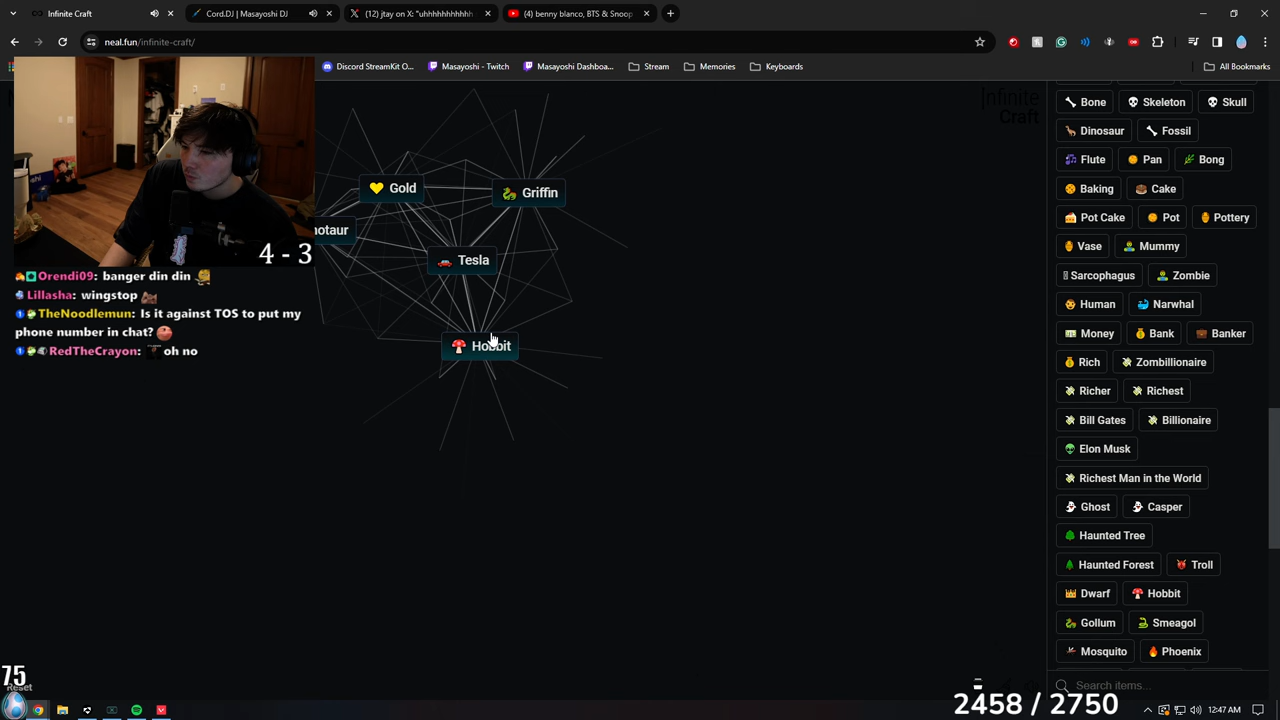 Infinite Craft
Cord.DJ | Masayoshi DJ
(12) jtay on X: "uhhhhhhhhhh
(4) benny blanco, BTS & Snoop
neal.fun/infinite-craft/
Discord StreamKit O...
Masayoshi - Twitch
Masayoshi Dashboa...
Stream
Memories
Keyboards
All Bookmarks
Infinite
Craft
Gold
Griffin
notaur
Tesla
Hobbit
4 - 3
Orendi09: banger din din
Lillasha: wingstop
TheNoodlemun: Is it against TOS to put my
phone number in chat?
RedTheCrayon: oh no
Bone Skeleton Skull
Dinosaur Fossil
Flute Pan Bong
Baking Cake
Pot Cake Pot Pottery
Vase Mummy
Sarcophagus Zombie
Human Narwhal
Money Bank Banker
Rich Zombillionaire
Richer Richest
Bill Gates Billionaire
Elon Musk
Richest Man in the World
Ghost Casper
Haunted Tree
Haunted Forest Troll
Dwarf Hobbit
Gollum Smeagol
Mosquito Phoenix
Search items...
75
Reset
2458 / 2750
12:47 AM